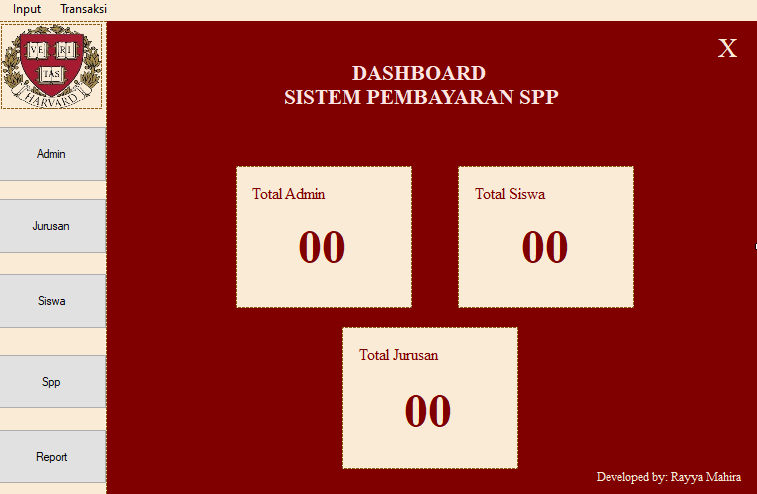 Input Transaksi
VE RI
TAS
HARVARD
X
DASHBOARD
SISTEM PEMBAYARAN SPP
Admin
Jurusan
Siswa
Spp
Report
Total Admin
00
Total Siswa
00
Total Jurusan
00
Developed by: Rayya Mahira